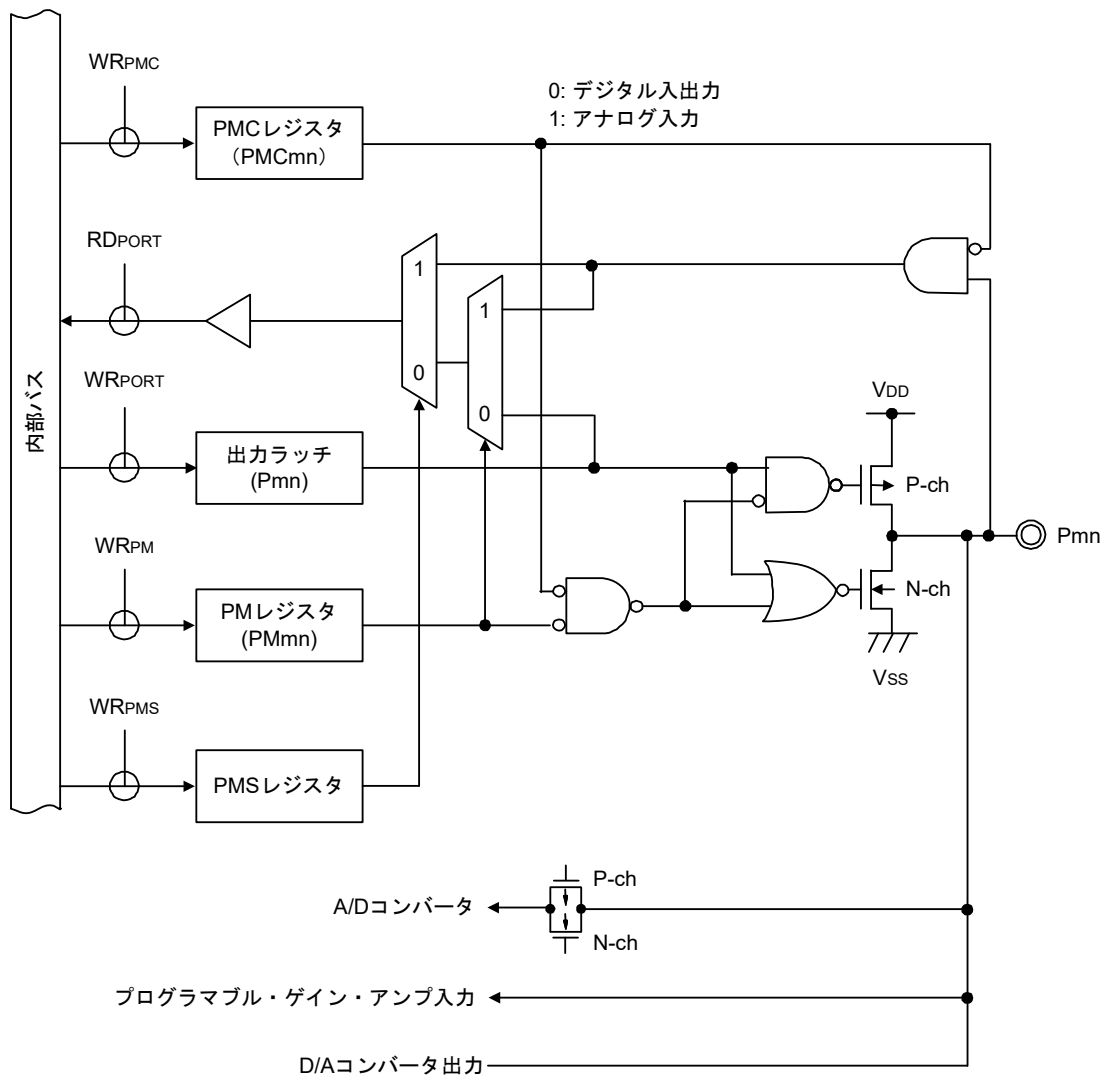 WRPMC
0: デジタル入出力
1: アナログ入力
PMCレジスタ
（PMCmn）
RDPORT
1
1
0
0
内部バス
WRPORT
VDD
出力ラッチ
(Pmn)
P-ch
Pmn
WRPM
N-ch
PMレジスタ
(PMmn)
VSS
WRPMS
PMSレジスタ
P-ch
A/Dコンバータ
N-ch
プログラマブル・ゲイン・アンプ入力
D/Aコンバータ出力